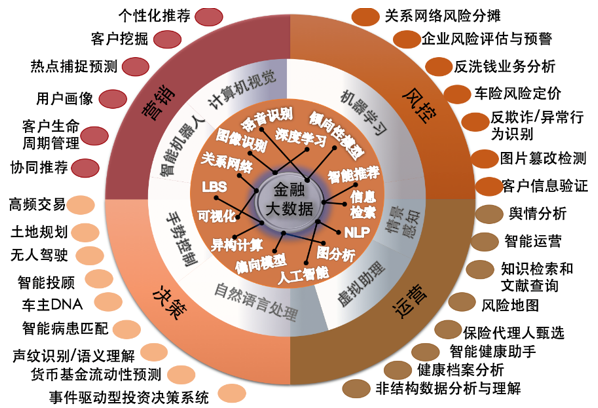 个性化推荐
客户挖掘
热点捕捉预测
用户画像
客户生命
周期管理
协同推荐
高频交易
土地规划
无人驾驶
智能投顾
车主DNA
智能病患匹配
声纹识别/语义理解
货币基金流动性预测
事件驱动型投资决策系统
关系网络风险分摊
企业风险评估与预警
反洗钱业务分析
车险风险定价
反欺诈/异常行
为识别
图片篡改检测
客户信息验证
舆情分析
智能运营
知识检索和
文献查询
风险地图
保险代理人甄选
智能健康助手
健康档案分析
非结构数据分析与理解
营销
风控
决策
运营
智能机器人
计算机视觉
机器学习
情景
感知
虚拟助理
自然语言处理
手势控制
语音识别
倾向性模型
图像识别
深度学习
关系网络
智能推荐
LBS
信息
检索
可视化
NLP
异构计算
图分析
偏向模型
人工智能
金融
大数据